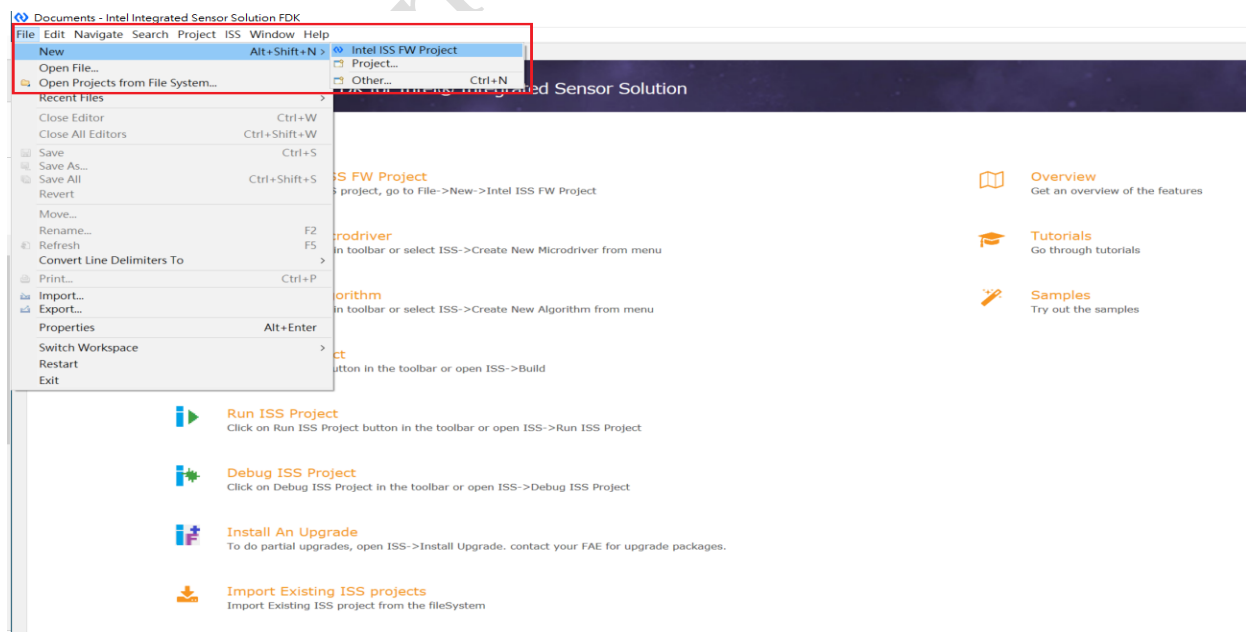 Documents - Intel Integrated Sensor Solution FDK
File Edit Navigate Search Project ISS Window Help
New Alt+Shift+N >
Intel ISS FW Project
Open File...
Project...
Open Projects from File System...
Other... Ctrl+N
Recent Files >
DK for Intel® Integrated Sensor Solution
Close Editor Ctrl+W
Close All Editors Ctrl+Shift+W
Save Ctrl+S
Save As...
Save All Ctrl+Shift+S
Revert
Move...
Rename... F2
Refresh F5
Convert Line Delimiters To >
Print... Ctrl+P
Import...
Export...
Properties Alt+Enter
Switch Workspace >
Restart
Exit
SS FW Project
project, go to File->New->Intel ISS FW Project
crodriver
in toolbar or select ISS->Create New Microdriver from menu
orithm
in toolbar or select ISS->Create New Algorithm from menu
ct
utton in the toolbar or open ISS->Build
Run ISS Project
Click on Run ISS Project button in the toolbar or open ISS->Run ISS Project
Debug ISS Project
Click on Debug ISS Project in the toolbar or open ISS->Debug ISS Project
Install An Upgrade
To do partial upgrades, open ISS->Install Upgrade. contact your FAE for upgrade packages.
Import Existing ISS projects
Import Existing ISS project from the fileSystem
Overview
Get an overview of the features
Tutorials
Go through tutorials
Samples
Try out the samples